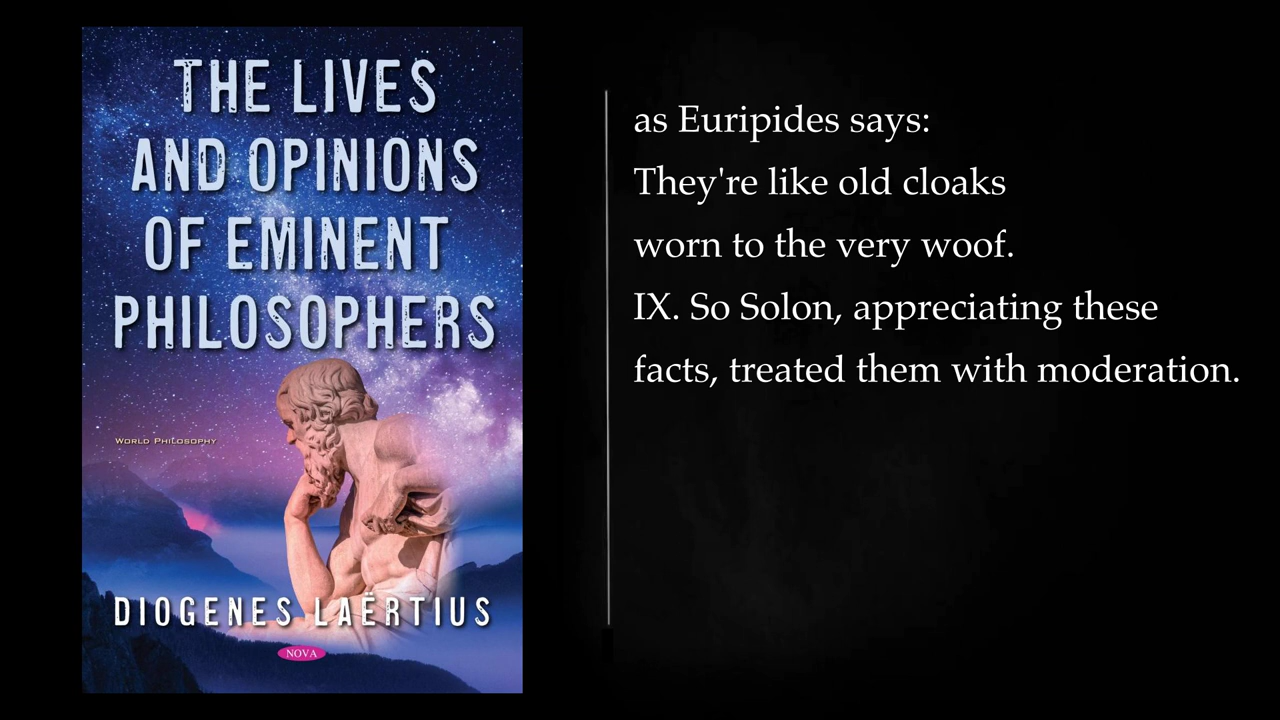 THE LIVES
AND OPINIONS
OF EMINENT
PHILOSOPHERS
WORLD PHILOSOPHY
DIOGENES LAËRTIUS
NOVA
as Euripides says:
They're like old cloaks
worn to the very woof.
IX. So Solon, appreciating these
facts, treated them with moderation.